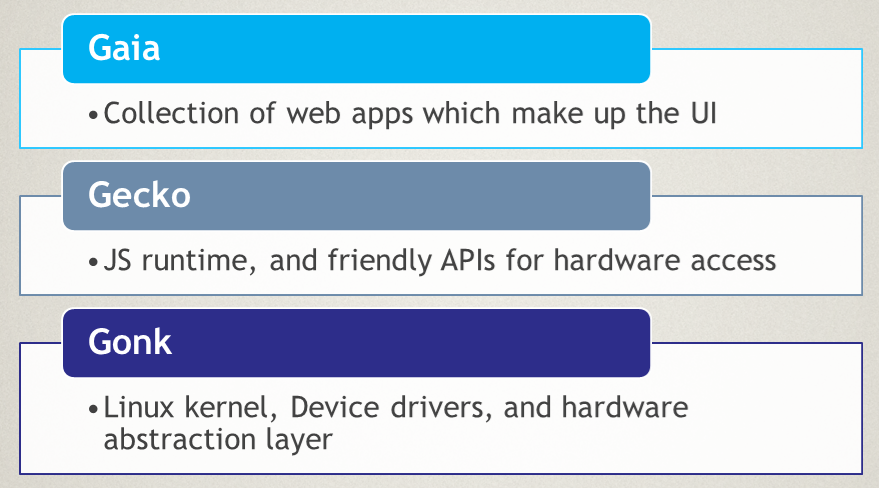 Gaia
•Collection of web apps which make up the UI
Gecko
•JS runtime, and friendly APIs for hardware access
Gonk
•Linux kernel, Device drivers, and hardware
abstraction layer